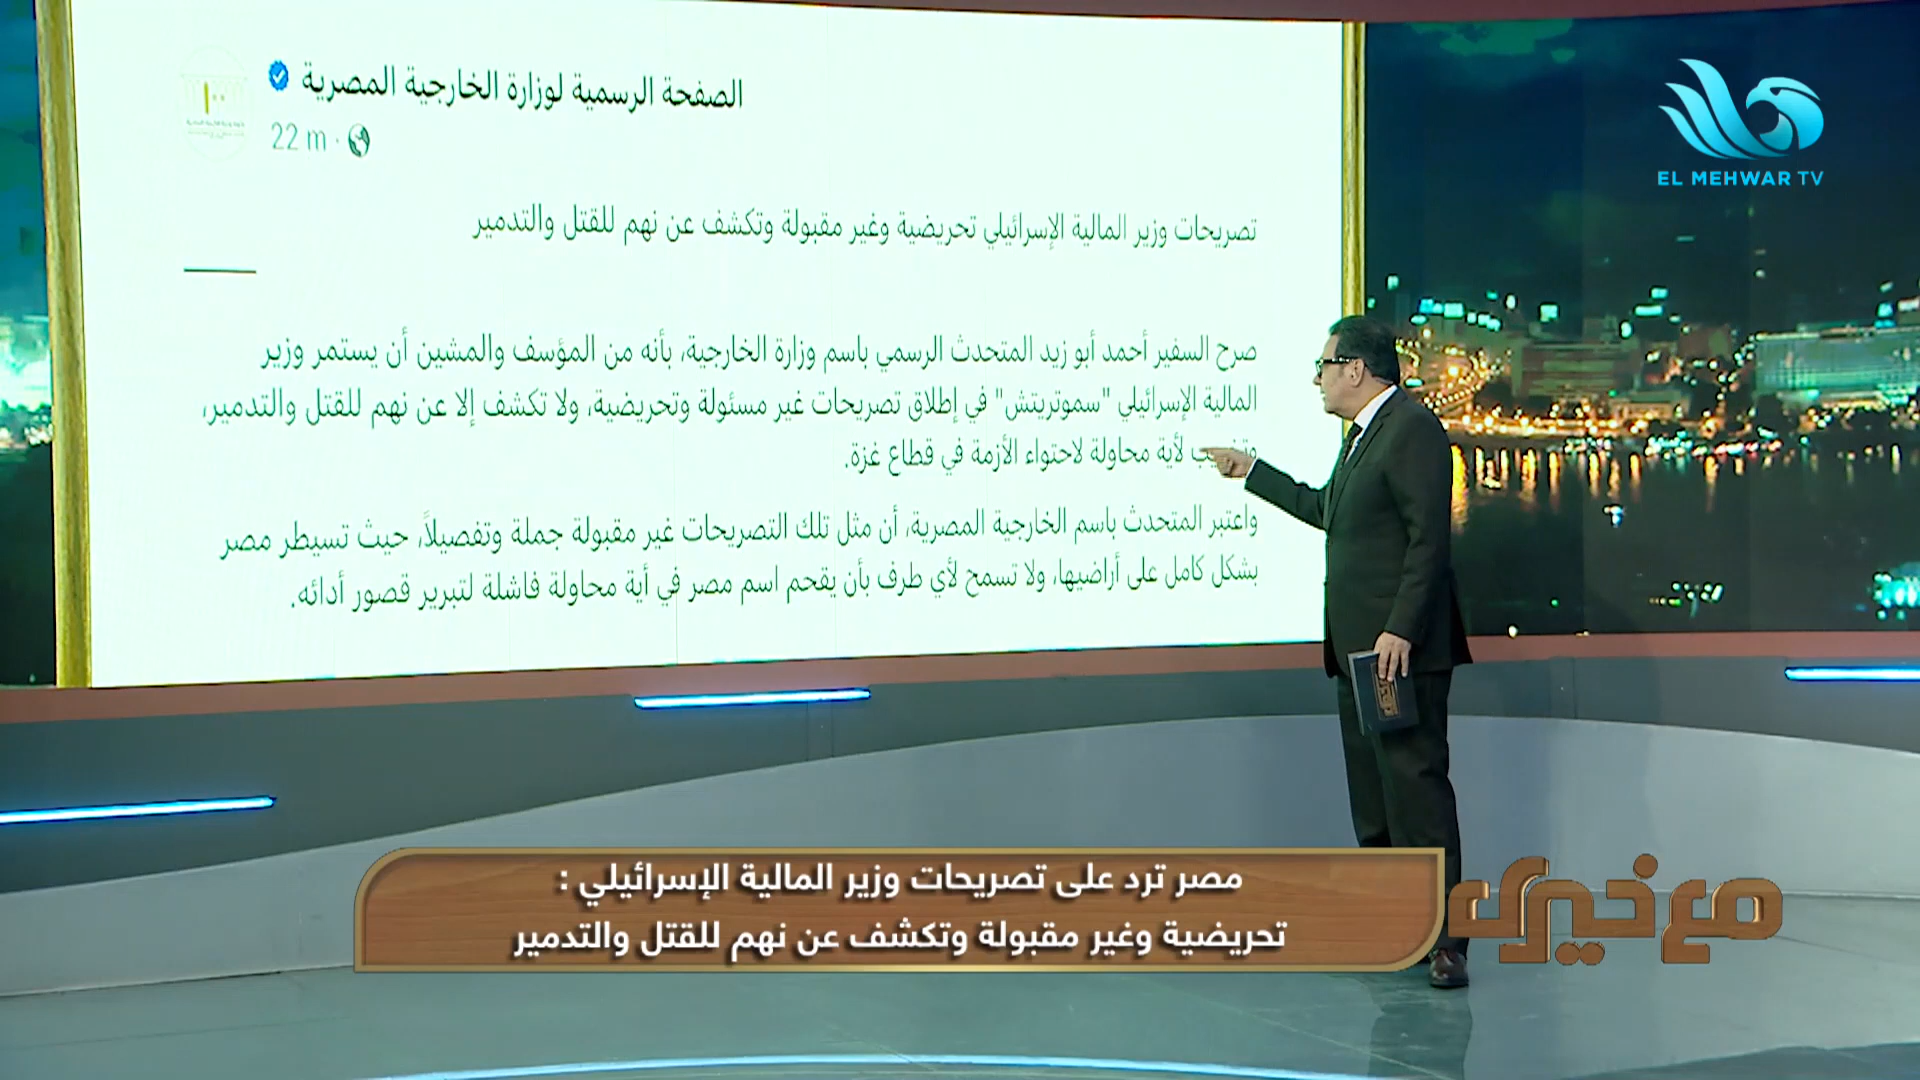 الصفحة الرسمية لوزارة الخارجية المصرية
22 m ·
EL MEHWAR TV
تصريحات وزير المالية الإسرائيلي تحريضية وغير مقبولة وتكشف عن نهم للقتل والتدمير
صرح السفير أحمد أبو زيد المتحدث الرسمي باسم وزارة الخارجية، بأنه من المؤسف والمشين أن يستمر وزير
المالية الإسرائيلي "سموتريتش" في إطلاق تصريحات غير مسئولة وتحريضية، ولا تكشف إلا عن نهم للقتل والتدمير،
لأية محاولة لاحتواء الأزمة في قطاع غزة.
واعتبر المتحدث باسم الخارجية المصرية، أن مثل تلك التصريحات غير مقبولة جملة وتفصيلاً، حيث تسيطر مصر
بشكل كامل على أراضيها، ولا تسمح لأي طرف بأن يقحم اسم مصر في أية محاولة فاشلة لتبرير قصور أدائه.
مصر ترد على تصريحات وزير المالية الإسرائيلي :
تحريضية وغير مقبولة وتكشف عن نهم للقتل والتدمير
مع خيري